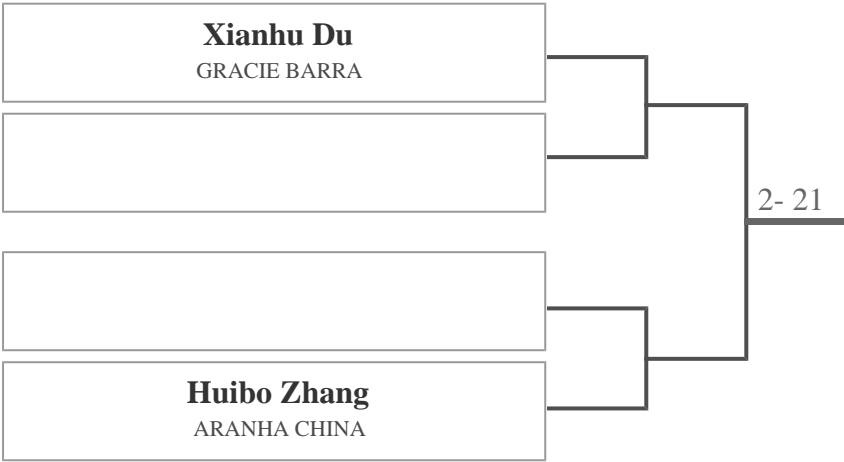 Xianhu Du
GRACIE BARRA
2- 21
Huibo Zhang
ARANHA CHINA